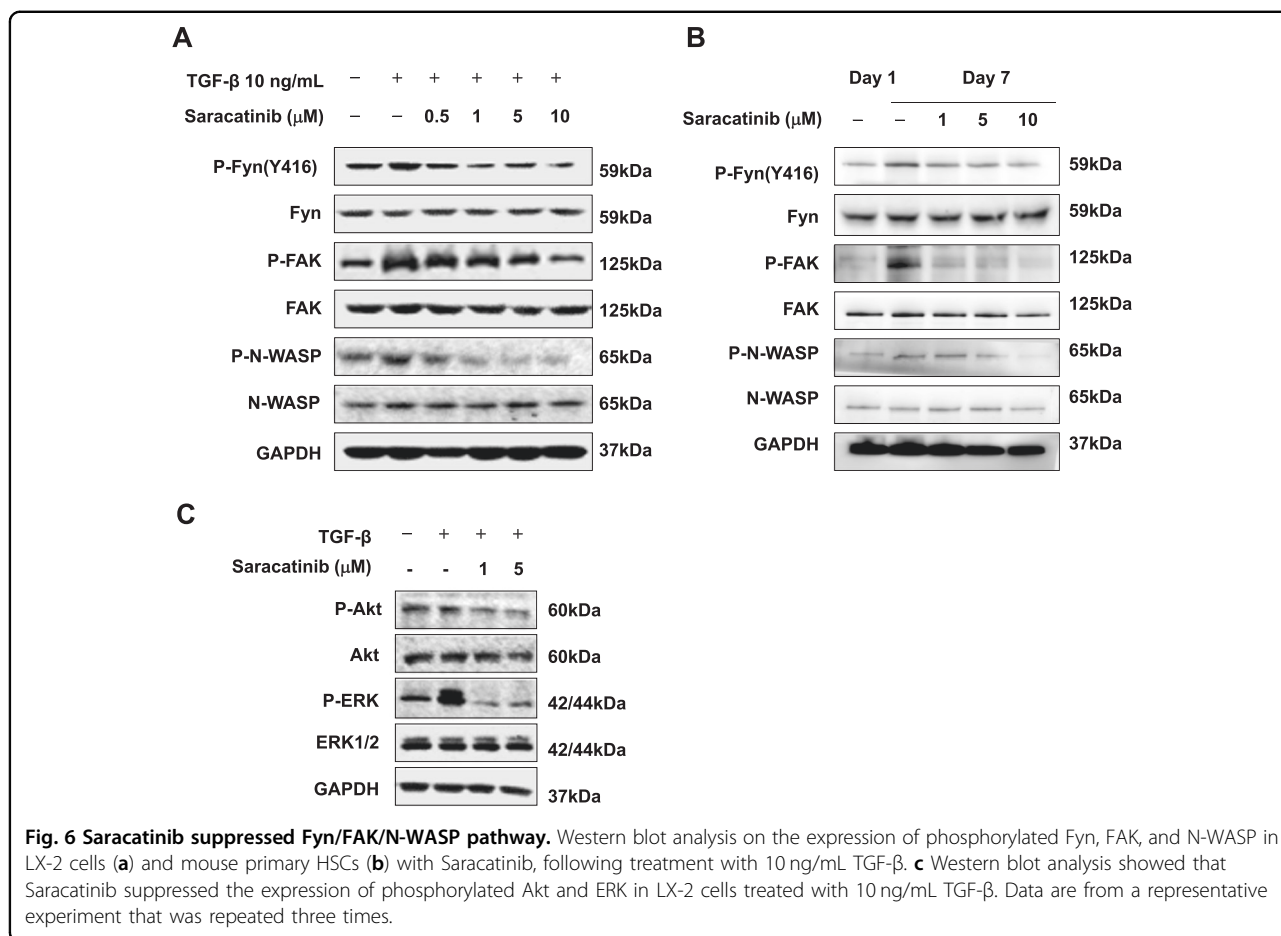 A
TGF-β 10 ng/mL – + + + + +
Saracatinib (μM) – – 0.5 1 5 10
P-Fyn(Y416) 59kDa
Fyn 59kDa
P-FAK 125kDa
FAK 125kDa
P-N-WASP 65kDa
N-WASP 65kDa
GAPDH 37kDa
B
Day 1 Day 7
Saracatinib (μM) – – 1 5 10
P-Fyn(Y416) 59kDa
Fyn 59kDa
P-FAK 125kDa
FAK 125kDa
P-N-WASP 65kDa
N-WASP 65kDa
GAPDH 37kDa
C
TGF-β – + + +
Saracatinib (μM) - - 1 5
P-Akt 60kDa
Akt 60kDa
P-ERK 42/44kDa
ERK1/2 42/44kDa
GAPDH 37kDa
Fig. 6 Saracatinib suppressed Fyn/FAK/N-WASP pathway. Western blot analysis on the expression of phosphorylated Fyn, FAK, and N-WASP in
LX-2 cells (a) and mouse primary HSCs (b) with Saracatinib, following treatment with 10 ng/mL TGF-β. c Western blot analysis showed that
Saracatinib suppressed the expression of phosphorylated Akt and ERK in LX-2 cells treated with 10 ng/mL TGF-β. Data are from a representative
experiment that was repeated three times.